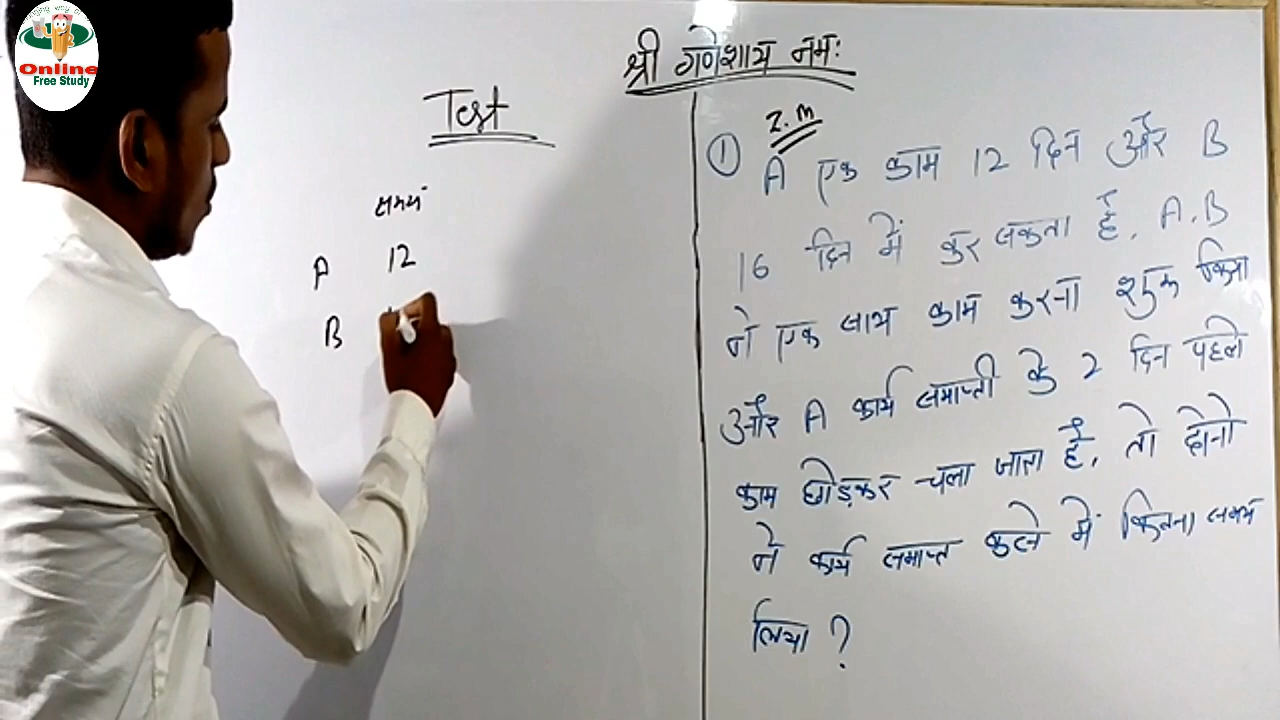 Online
Free Study
श्री गणेशाय नमः
Test
समय
A 12
B
I.M
① A एक काम 12 दिन और B
16 दिन में कर सकता है, A.B
ने एक साथ काम करना शुरू किया
और A कार्य समाप्ती के 2 दिन पहले
काम छोड़कर चला जाता है, तो दोनो
ने कार्य समाप्त करने में कितना समय
लिया ?